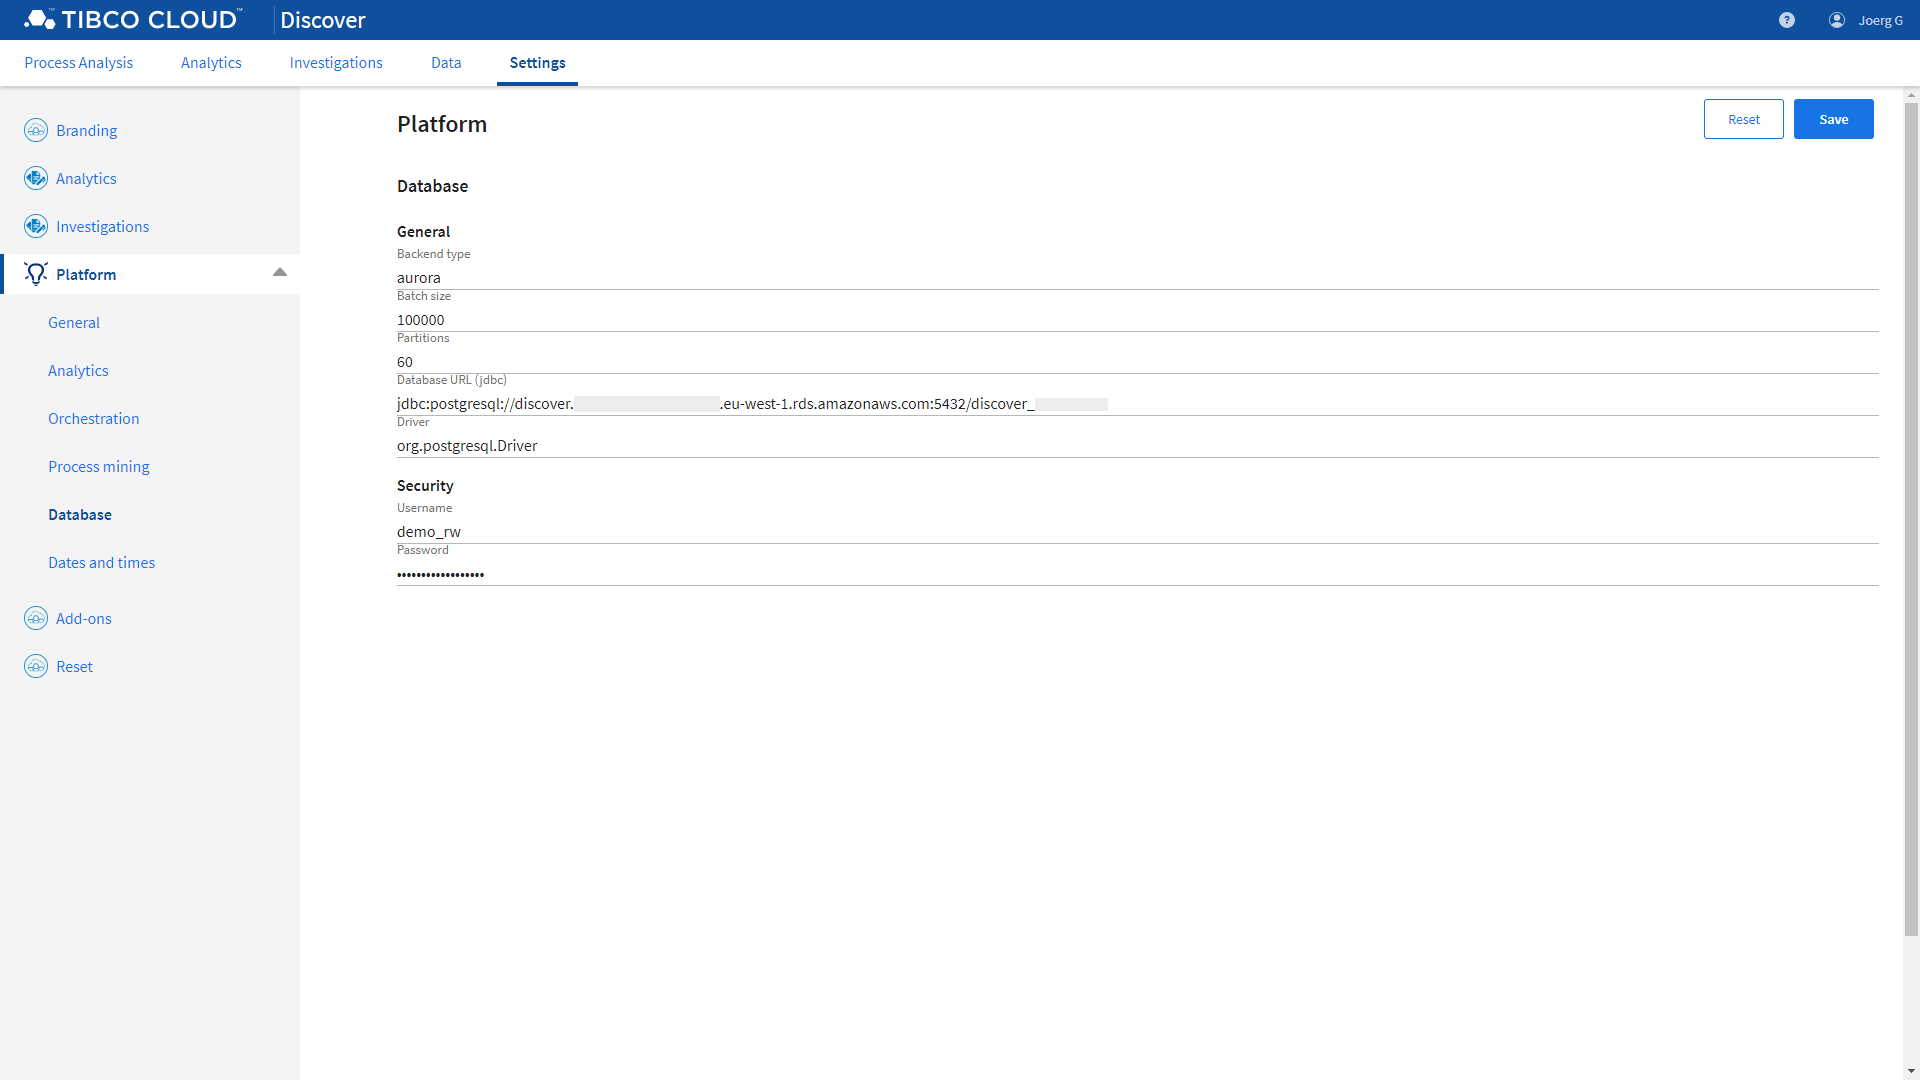 TIBCO CLOUD™ Discover
? Joerg G
Process Analysis Analytics Investigations Data Settings
Branding
Analytics
Investigations
Platform
General
Analytics
Orchestration
Process mining
Database
Dates and times
Add-ons
Reset
Platform
Reset Save
Database
General
Backend type
aurora
Batch size
100000
Partitions
60
Database URL (jdbc)
jdbc:postgresql://discover. .eu-west-1.rds.amazonaws.com:5432/discover_
Driver
org.postgresql.Driver
Security
Username
demo_rw
Password
••••••••••••••••••